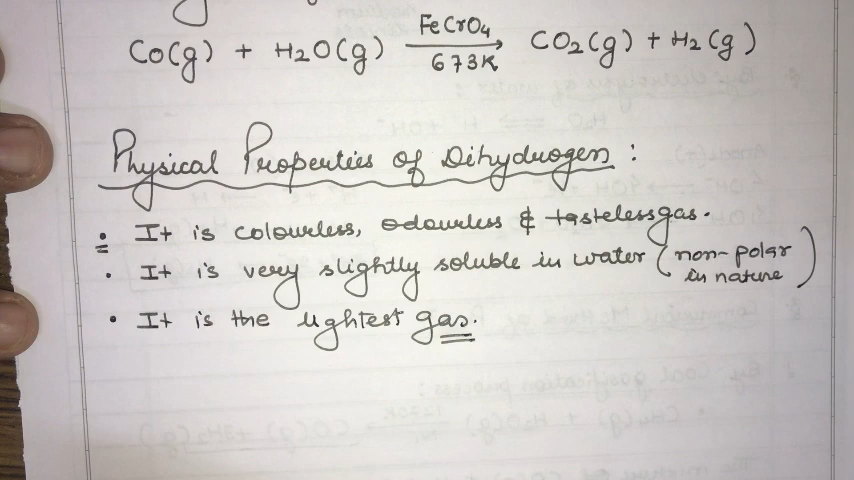 Co(g) + H2O(g) FeCrO4 673K CO2(g) + H2(g)
Physical Properties of Dihydrogen :
• It is colourless, odourless & tasteless gas.
• It is very slightly soluble in water (non-polar in nature)
• It is the lightest gas.